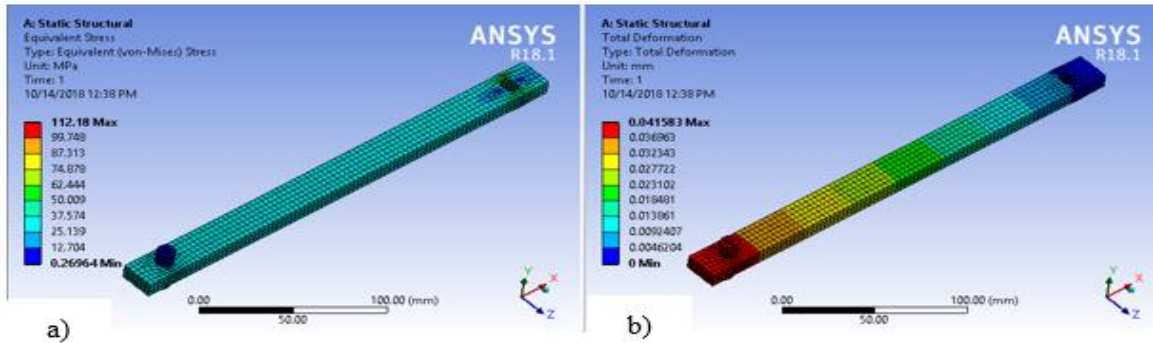 A: Static Structural
Equivalent Stress
Type: Equivalent (von-Mises) Stress
Unit: MPa
Time: 1
10/14/2018 12:38 PM
ANSYS
R18.1
112.18 Max
99.748
87.313
74.878
62.444
50.009
37.574
25.139
12.704
0.26964 Min
0.00
100.00 (mm)
50.00
Y
X
Z
a)
A: Static Structural
Total Deformation
Type: Total Deformation
Unit: mm
Time: 1
10/14/2018 12:38 PM
ANSYS
R18.1
0.041583 Max
0.036963
0.032343
0.027722
0.023102
0.018481
0.013861
0.0092407
0.0046204
0 Min
0.00
100.00 (mm)
50.00
Y
X
Z
b)